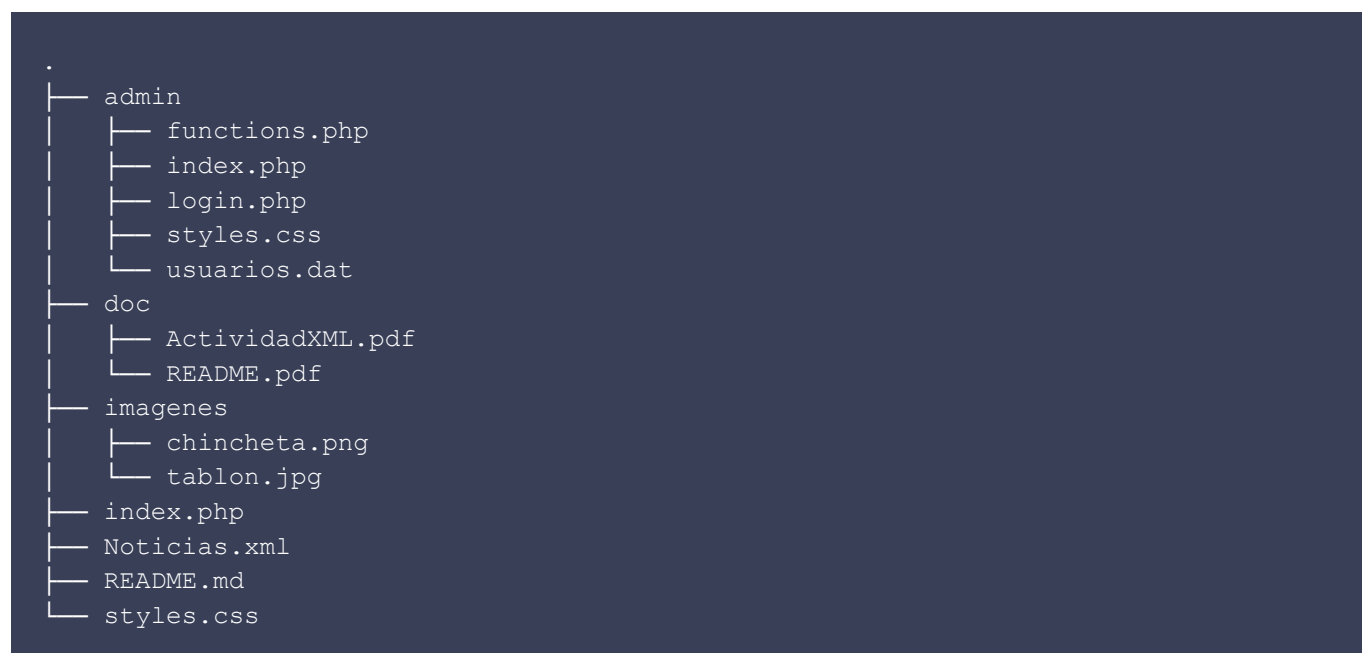 .
├── admin
│   ├── functions.php
│   ├── index.php
│   ├── login.php
│   ├── styles.css
│   └── usuarios.dat
├── doc
│   ├── ActividadXML.pdf
│   └── README.pdf
├── imagenes
│   ├── chincheta.png
│   └── tablon.jpg
├── index.php
├── Noticias.xml
├── README.md
└── styles.css